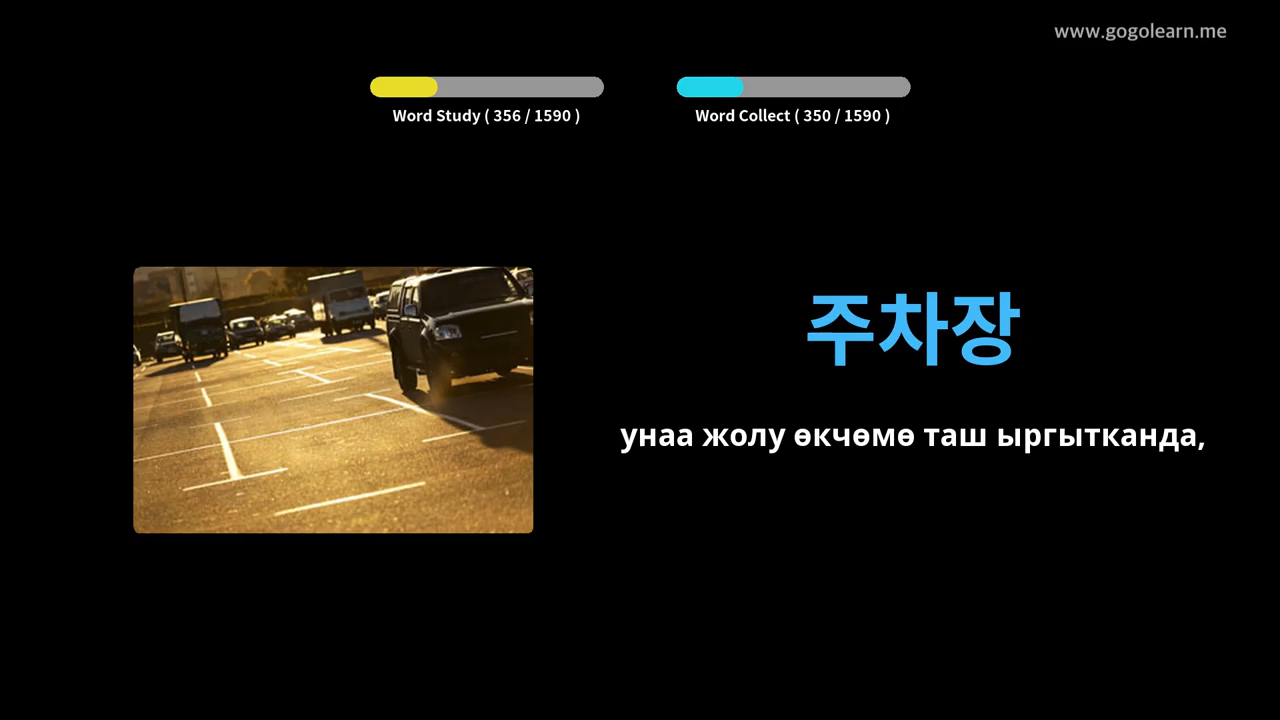 www.gogolearn.me
Word Study ( 356 / 1590 )
Word Collect ( 350 / 1590 )
주차장
унаа жолу өкчөмө таш ыргытканда,